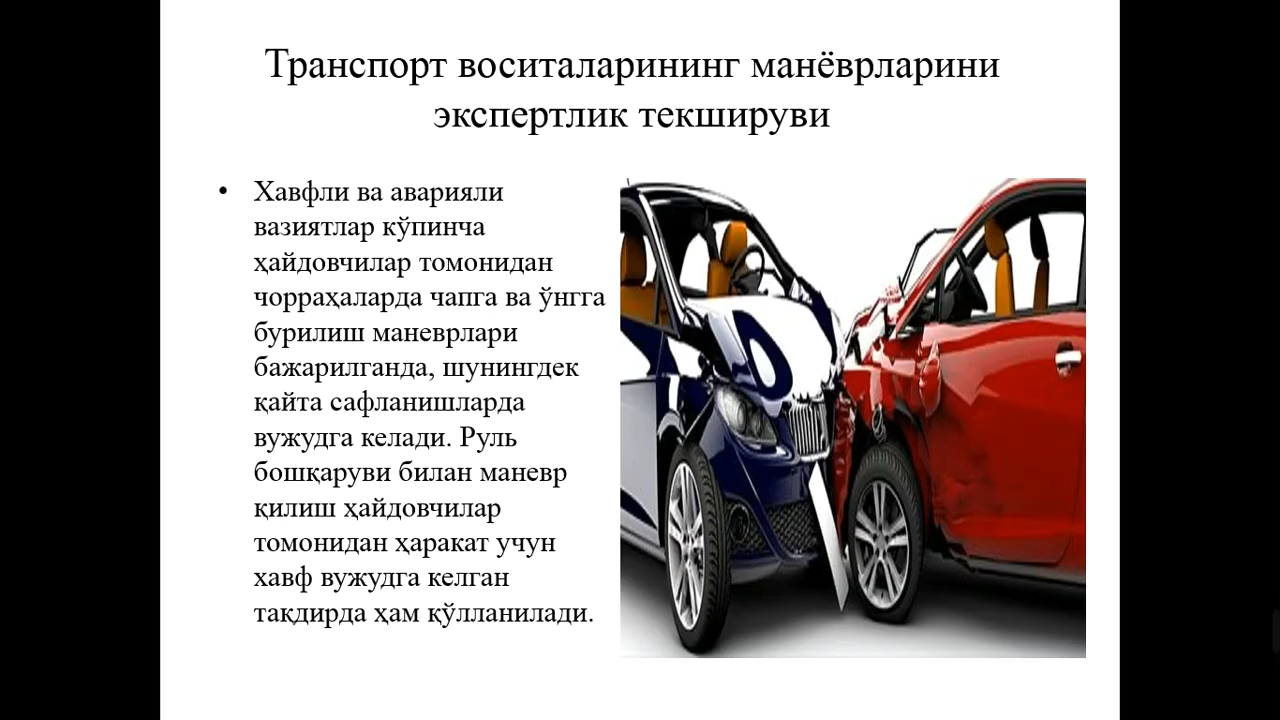 Транспорт воситаларининг манёврларини
экспертлик текшируви
• Хавфли ва аварияли
вазиятлар кўпинча
ҳайдовчилар томонидан
чорраҳаларда чапга ва ўнгга
бурилиш маневрлари
бажарилганда, шунингдек
қайта сафланишларда
вужудга келади. Руль
бошқаруви билан маневр
қилиш ҳайдовчилар
томонидан ҳаракат учун
хавф вужудга келган
тақдирда ҳам қўлланилади.